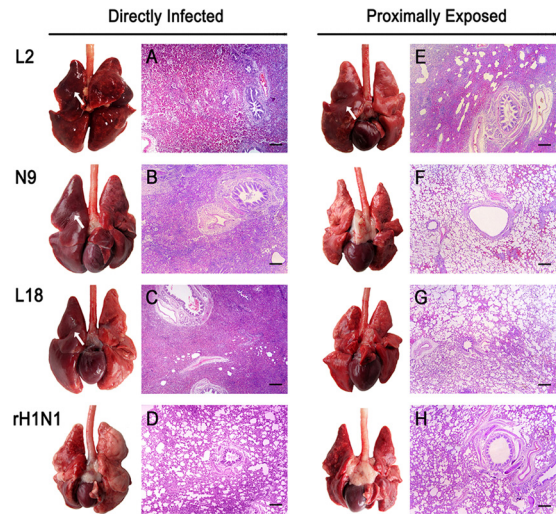 Directly Infected Proximally Exposed
L2 A E
N9 B F
L18 C G
rH1N1 D H